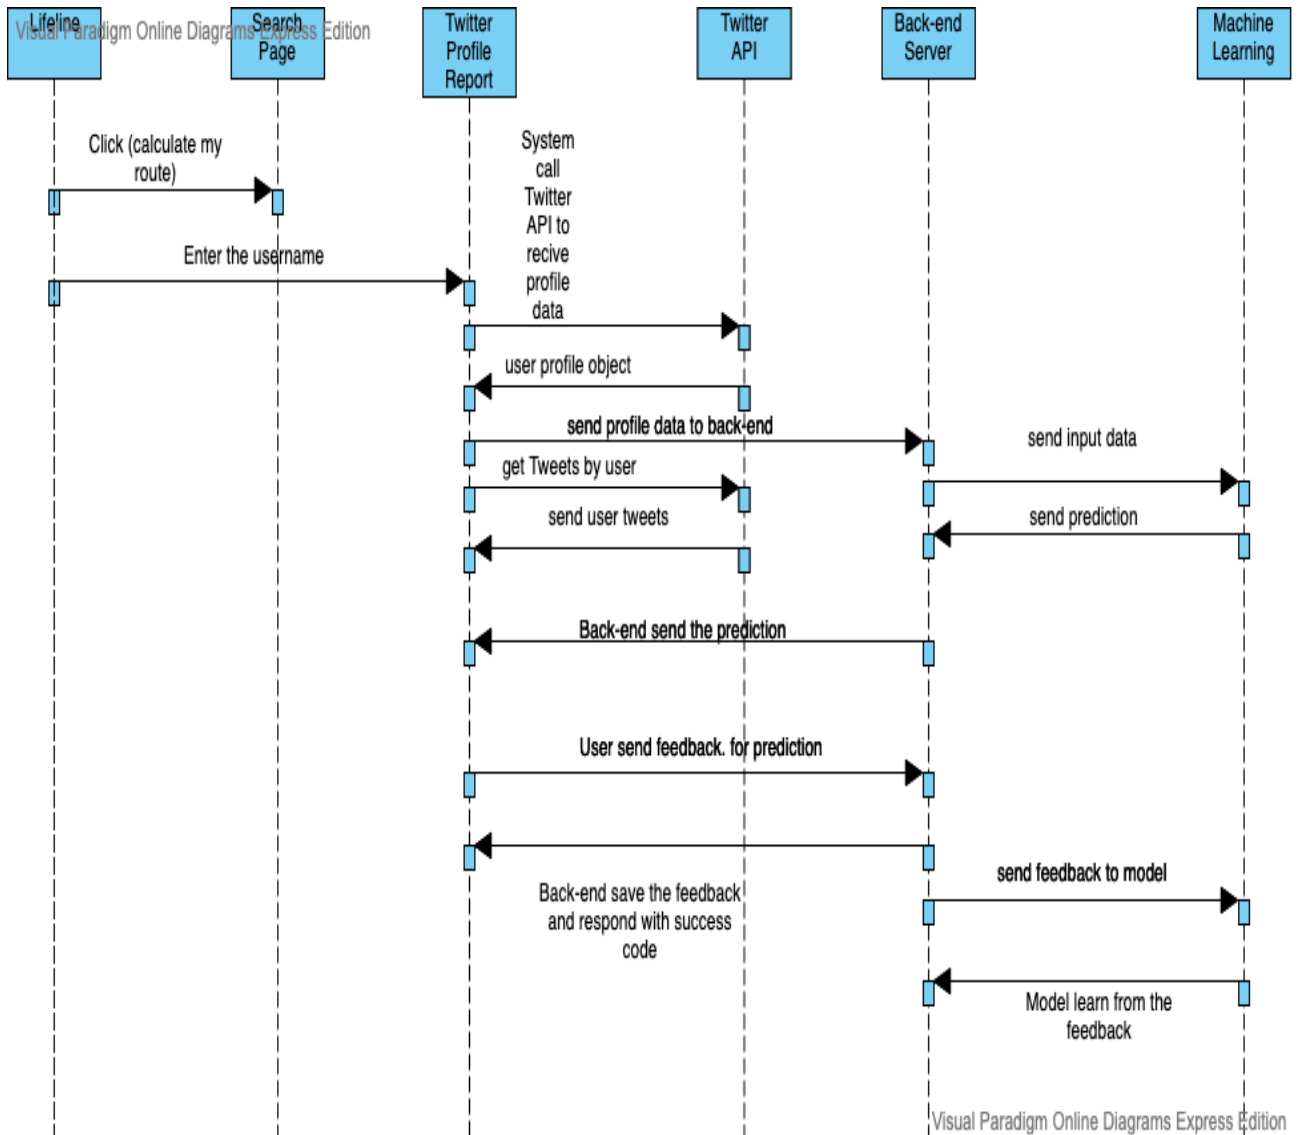 Lifeline
Search
Page
Visual Paradigm Online Diagrams Express Edition
Twitter
Profile
Report
Twitter
API
Back-end
Server
Machine
Learning
Click (calculate my
route)
System
call
Twitter
API to
recive
profile
data
Enter the username
user profile object
send profile data to back-end
send input data
get Tweets by user
send user tweets
send prediction
Back-end send the prediction
User send feedback. for prediction
Back-end save the feedback
and respond with success
code
send feedback to model
Model learn from the
feedback
Visual Paradigm Online Diagrams Express Edition